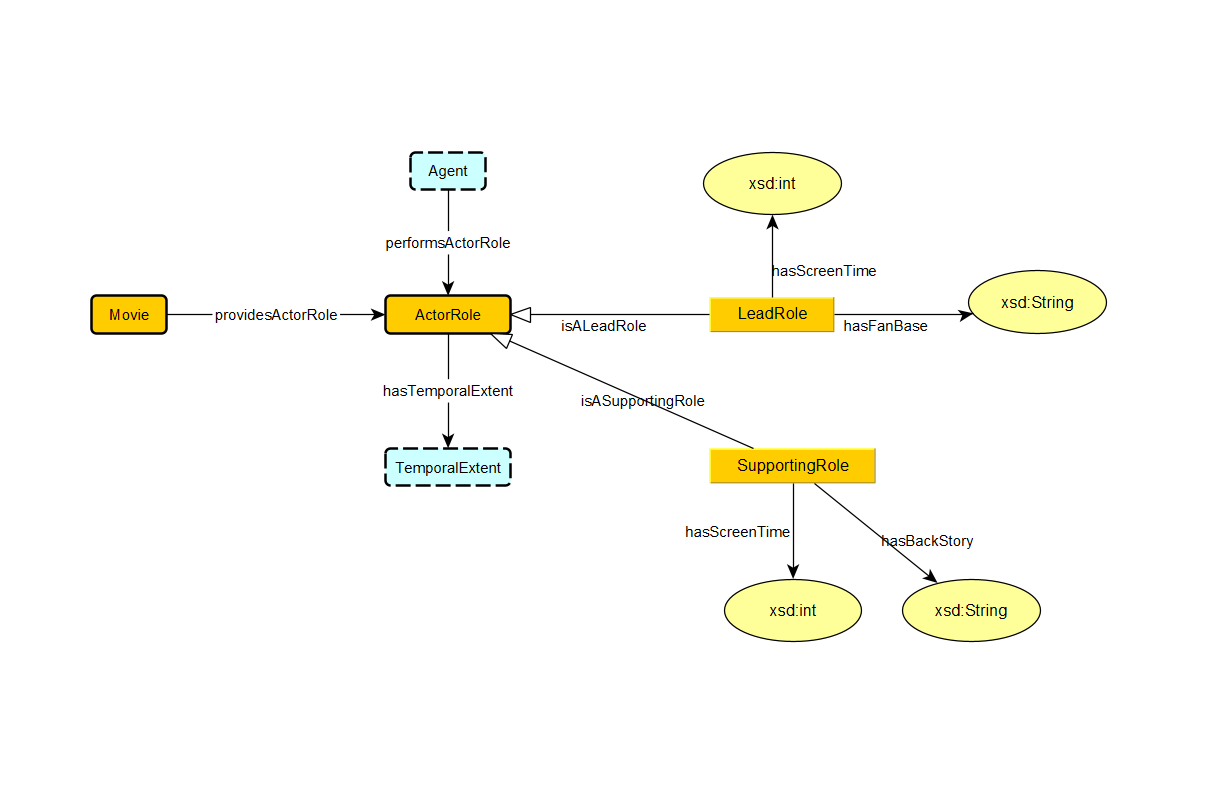 Agent
xsd:int
performsActorRole
hasScreenTime
Movie
providesActorRole
ActorRole
isALeadRole
LeadRole
hasFanBase
xsd:String
hasTemporalExtent
isASupportingRole
TemporalExtent
SupportingRole
hasScreenTime
hasBackStory
xsd:int
xsd:String